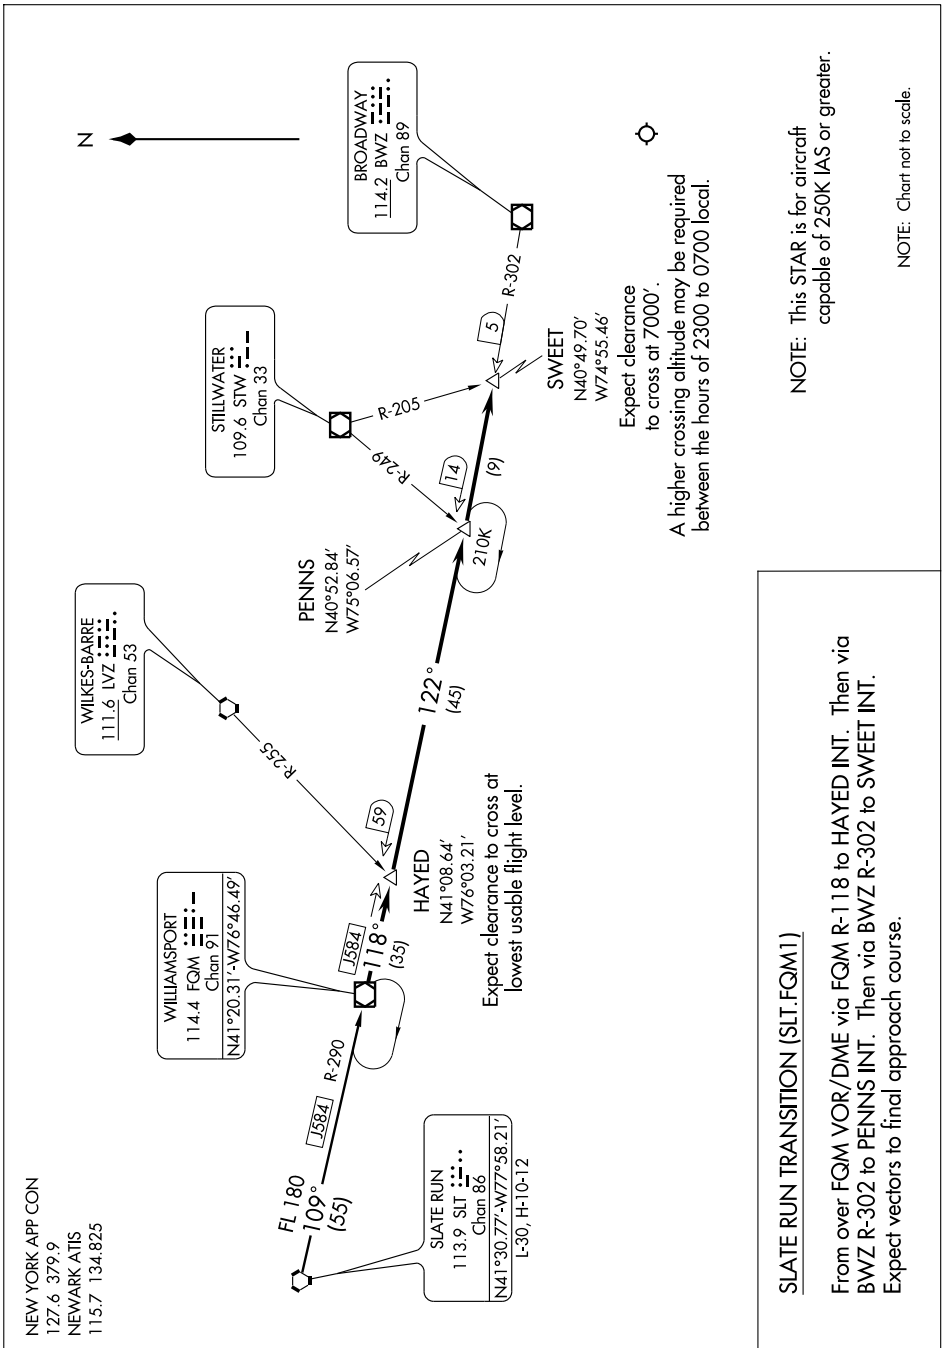 NEW YORK APP CON
127.6 379.9
NEWARK ATIS
115.7 134.825
N
SLATE RUN
113.9 SLT
Chan 86
N41°30.77′-W77°58.21′
L-30, H-10-12
FL 180
109°
(55)
J584
R-290
WILLIAMSPORT
114.4 FQM
Chan 91
N41°20.31′-W76°46.49′
J584
118°
(35)
HAYED
N41°08.64′
W76°03.21′
Expect clearance to cross at
lowest usable flight level.
59
WILKES-BARRE
111.6 LVZ
Chan 53
R-255
122°
(45)
PENNS
N40°52.84′
W75°06.57′
210K
STILLWATER
109.6 STW
Chan 33
R-249
R-205
14
(9)
SWEET
N40°49.70′
W74°55.46′
Expect clearance
to cross at 7000′.
A higher crossing altitude may be required
between the hours of 2300 to 0700 local.
5
R-302
BROADWAY
114.2 BWZ
Chan 89
NOTE: This STAR is for aircraft
capable of 250K IAS or greater.
NOTE: Chart not to scale.
SLATE RUN TRANSITION (SLT.FQM1)
From over FQM VOR/DME via FQM R-118 to HAYED INT. Then via
BWZ R-302 to PENNS INT. Then via BWZ R-302 to SWEET INT.
Expect vectors to final approach course.